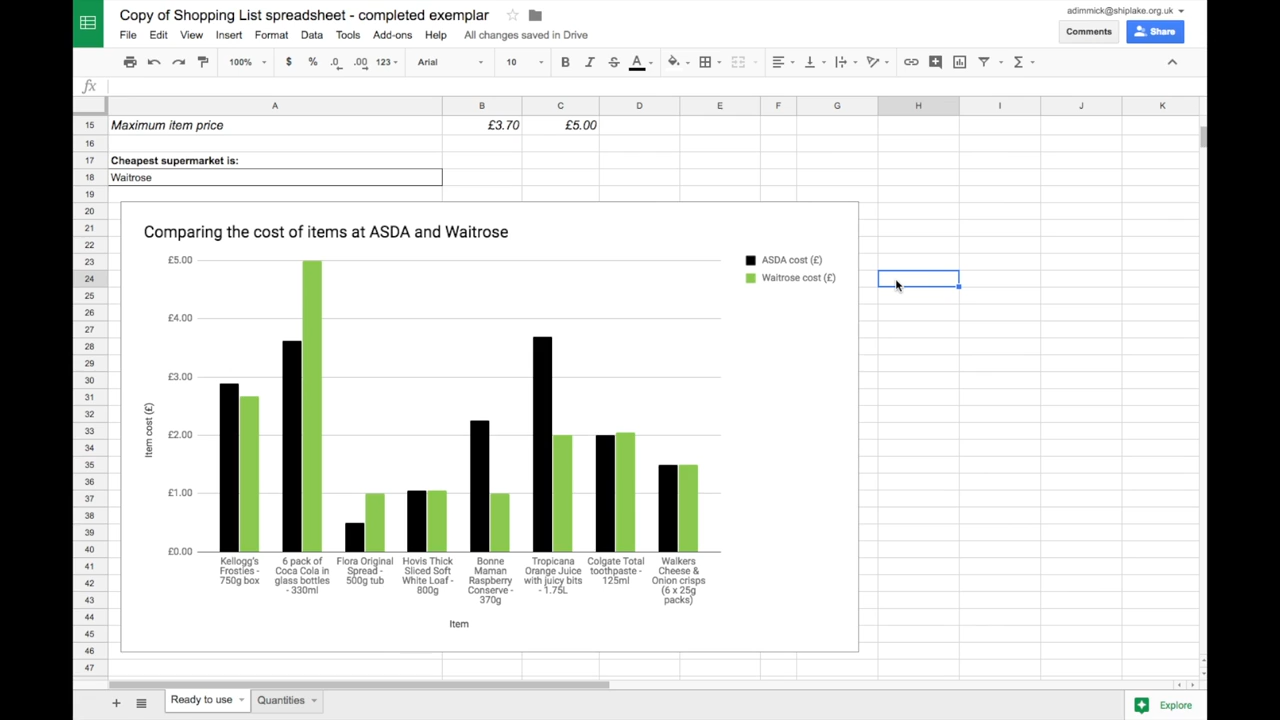 Copy of Shopping List spreadsheet - completed exemplar
adimmick@shiplake.org.uk
File Edit View Insert Format Data Tools Add-ons Help All changes saved in Drive
Comments Share
100% $ % .0 .00 123 Arial 10 B I S A Σ
fx
A B C D E F G H I J K
15 Maximum item price £3.70 £5.00
16
17 Cheapest supermarket is:
18 Waitrose
19
20
21
22
23
24
25
26
27
28
29
30
31
32
33
34
35
36
37
38
39
40
41
42
43
44
45
46
47
Comparing the cost of items at ASDA and Waitrose
ASDA cost (£)
Waitrose cost (£)
£5.00
£4.00
£3.00
£2.00
£1.00
£0.00
Item cost (£)
Kellogg's
Frosties -
750g box
6 pack of
Coca Cola in
glass bottles
- 330ml
Flora Original
Spread -
500g tub
Hovis Thick
Sliced Soft
White Loaf -
800g
Bonne
Maman
Raspberry
Conserve -
370g
Tropicana
Orange Juice
with juicy bits
- 1.75L
Colgate Total
toothpaste -
125ml
Walkers
Cheese &
Onion crisps
(6 x 25g
packs)
Item
+ Ready to use Quantities
Explore